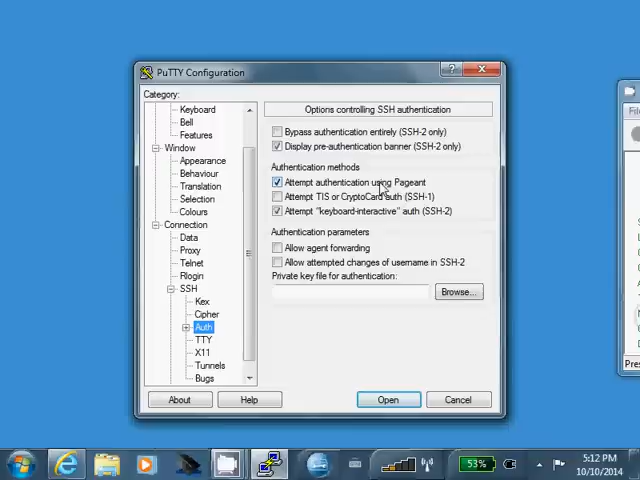 PuTTY Configuration
Category:
Keyboard
Bell
Features
Window
Appearance
Behaviour
Translation
Selection
Colours
Connection
Data
Proxy
Telnet
Rlogin
SSH
Kex
Cipher
Auth
TTY
X11
Tunnels
Bugs
Options controlling SSH authentication
Bypass authentication entirely (SSH-2 only)
Display pre-authentication banner (SSH-2 only)
Authentication methods
Attempt authentication using Pageant
Attempt TIS or CryptoCard auth (SSH-1)
Attempt "keyboard-interactive" auth (SSH-2)
Authentication parameters
Allow agent forwarding
Allow attempted changes of username in SSH-2
Private key file for authentication:
Browse...
About
Help
Open
Cancel
53%
5:12 PM
10/10/2014